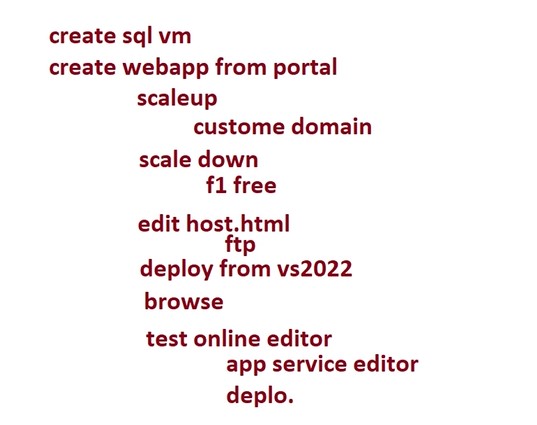 create sql vm
create webapp from portal
scaleup
custome domain
scale down
f1 free
edit host.html
ftp
deploy from vs2022
browse
test online editor
app service editor
deplo.